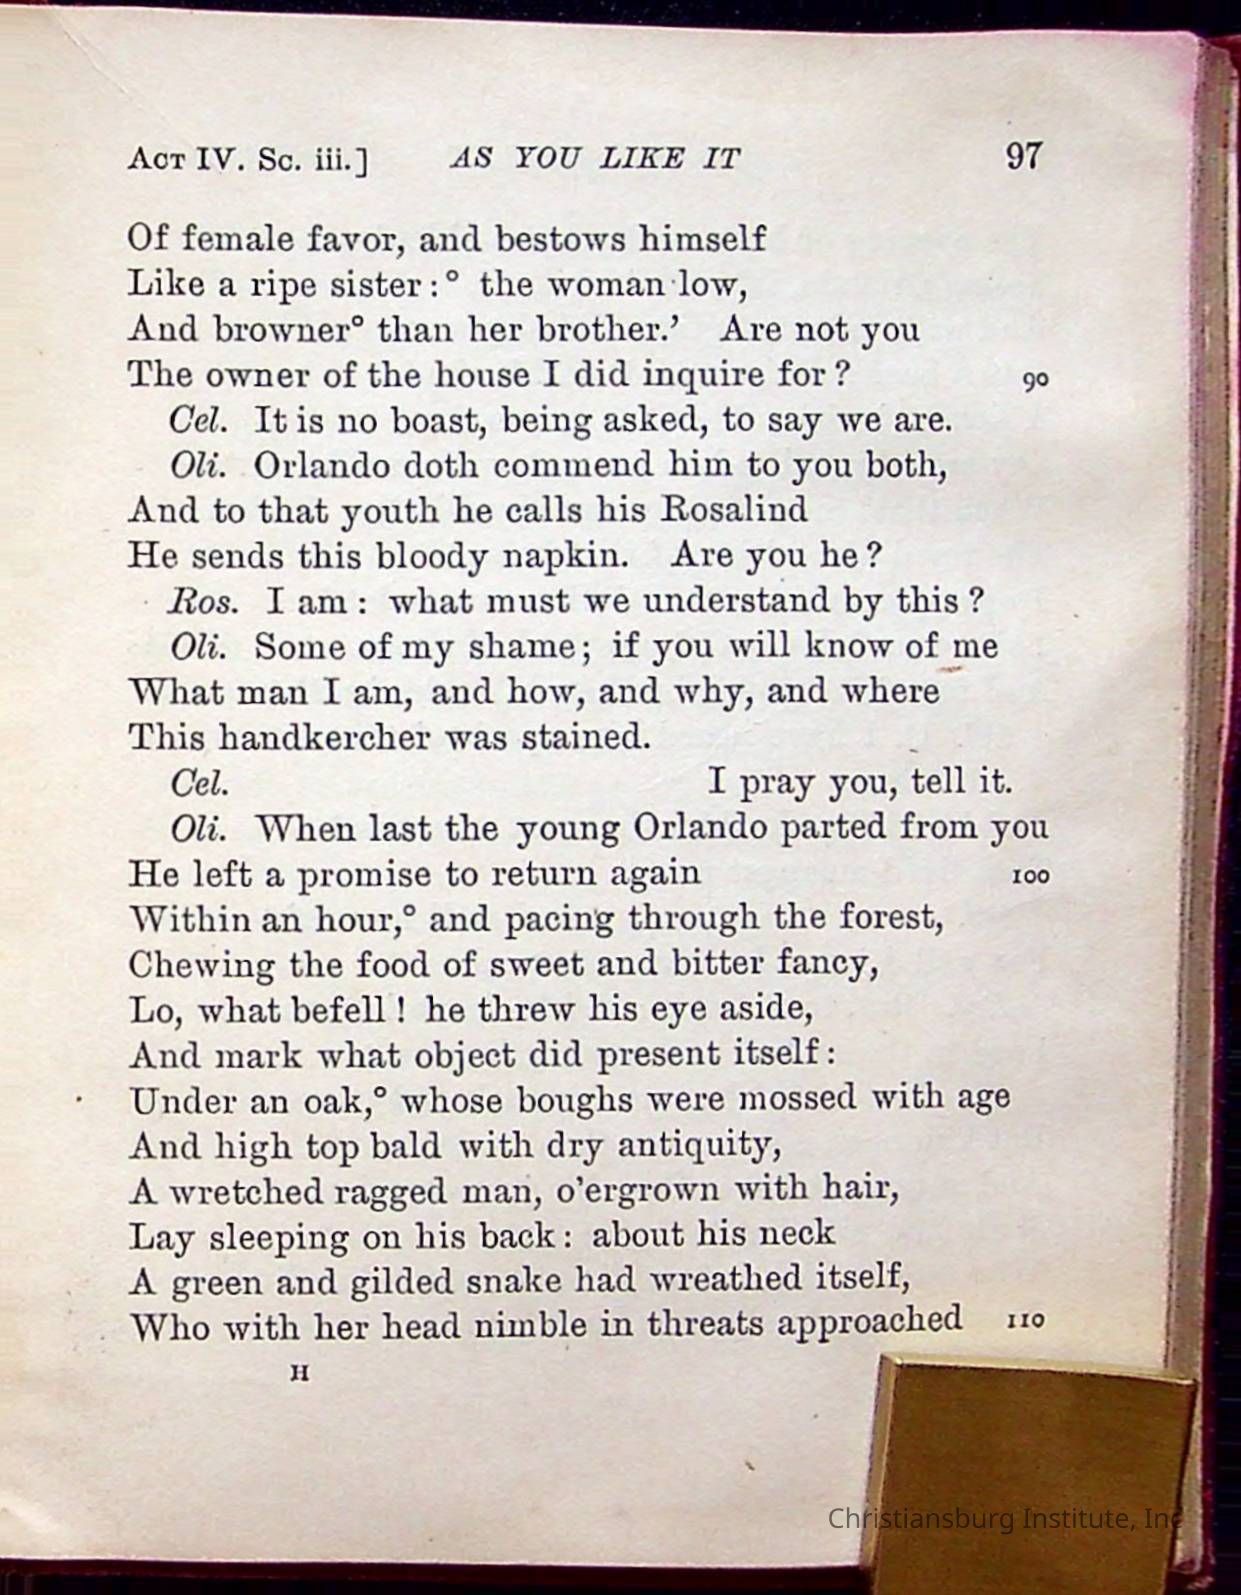 ACT IV. Sc. iii.] AS YOU LIKE IT 97
Of female favor, and bestows himself
Like a ripe sister:° the woman low,
And browner° than her brother.’ Are not you
The owner of the house I did inquire for? 90
Cel. It is no boast, being asked, to say we are.
Oli. Orlando doth commend him to you both,
And to that youth he calls his Rosalind
He sends this bloody napkin. Are you he?
Ros. I am: what must we understand by this?
Oli. Some of my shame; if you will know of me
What man I am, and how, and why, and where
This handkercher was stained.
Cel. I pray you, tell it.
Oli. When last the young Orlando parted from you
He left a promise to return again 100
Within an hour,° and pacing through the forest,
Chewing the food of sweet and bitter fancy,
Lo, what befell! he threw his eye aside,
And mark what object did present itself:
Under an oak,° whose boughs were mossed with age
And high top bald with dry antiquity,
A wretched ragged man, o’ergrown with hair,
Lay sleeping on his back: about his neck
A green and gilded snake had wreathed itself,
Who with her head nimble in threats approached 110
H
Christiansburg Institute, Inc